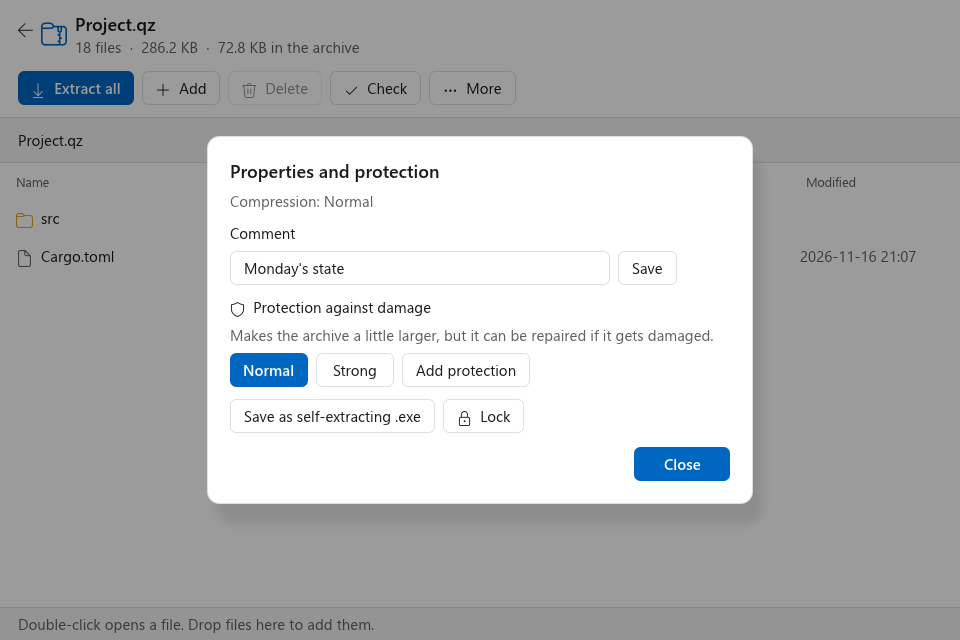 Project.qz
18 files · 286.2 KB · 72.8 KB in the archive
Extract all
Add
Delete
Check
More
Project.qz
Name
Modified
src
Cargo.toml
2026-11-16 21:07
Properties and protection
Compression: Normal
Comment
Monday's state
Save
Protection against damage
Makes the archive a little larger, but it can be repaired if it gets damaged.
Normal
Strong
Add protection
Save as self-extracting .exe
Lock
Close
Double-click opens a file. Drop files here to add them.